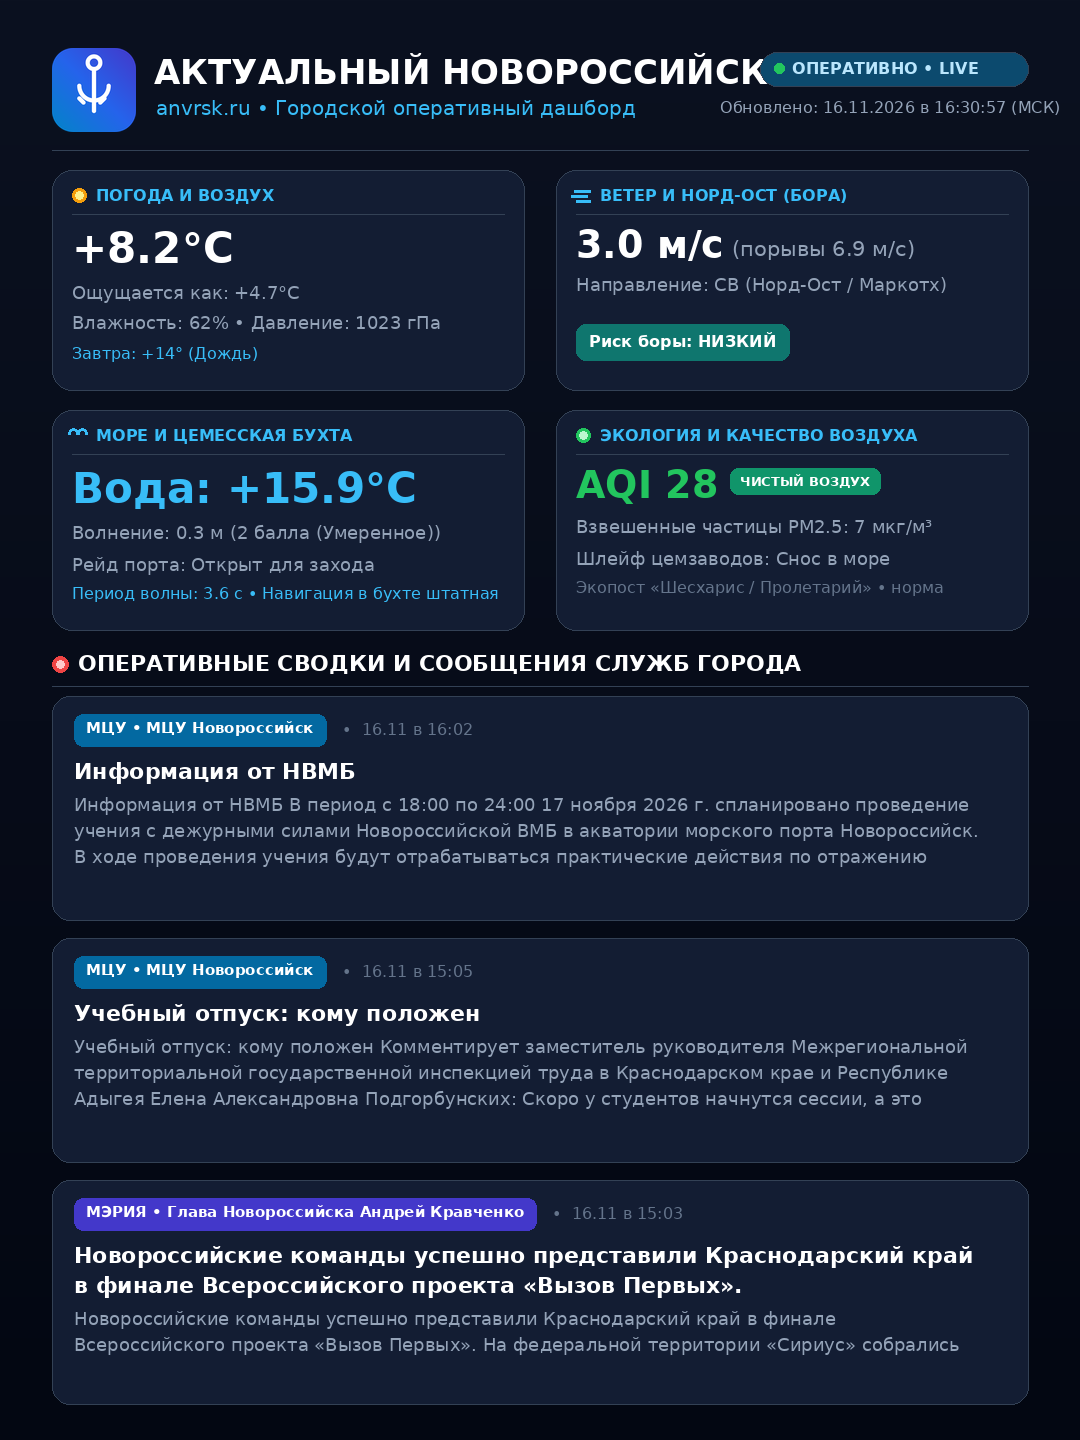 АКТУАЛЬНЫЙ НОВОРОССИЙСК
ОПЕРАТИВНО • LIVE
anvrsk.ru • Городской оперативный дашборд
Обновлено: 16.11.2026 в 16:30:57 (МСК)
ПОГОДА И ВОЗДУХ
+8.2°C
Ощущается как: +4.7°C
Влажность: 62% • Давление: 1023 гПа
Завтра: +14° (Дождь)
ВЕТЕР И НОРД-ОСТ (БОРА)
3.0 м/с (порывы 6.9 м/с)
Направление: СВ (Норд-Ост / Маркотх)
Риск боры: НИЗКИЙ
МОРЕ И ЦЕМЕССКАЯ БУХТА
Вода: +15.9°C
Волнение: 0.3 м (2 балла (Умеренное))
Рейд порта: Открыт для захода
Период волны: 3.6 с • Навигация в бухте штатная
ЭКОЛОГИЯ И КАЧЕСТВО ВОЗДУХА
AQI 28 ЧИСТЫЙ ВОЗДУХ
Взвешенные частицы PM2.5: 7 мкг/м³
Шлейф цемзаводов: Снос в море
Экопост «Шесхарис / Пролетарий» • норма
ОПЕРАТИВНЫЕ СВОДКИ И СООБЩЕНИЯ СЛУЖБ ГОРОДА
МЦУ • МЦУ Новороссийск • 16.11 в 16:02
Информация от НВМБ
Информация от НВМБ В период с 18:00 по 24:00 17 ноября 2026 г. спланировано проведение
учения с дежурными силами Новороссийской ВМБ в акватории морского порта Новороссийск.
В ходе проведения учения будут отрабатываться практические действия по отражению
МЦУ • МЦУ Новороссийск • 16.11 в 15:05
Учебный отпуск: кому положен
Учебный отпуск: кому положен Комментирует заместитель руководителя Межрегиональной
территориальной государственной инспекцией труда в Краснодарском крае и Республике
Адыгея Елена Александровна Подгорбунских: Скоро у студентов начнутся сессии, а это
МЭРИЯ • Глава Новороссийска Андрей Кравченко • 16.11 в 15:03
Новороссийские команды успешно представили Краснодарский край
в финале Всероссийского проекта «Вызов Первых».
Новороссийские команды успешно представили Краснодарский край в финале
Всероссийского проекта «Вызов Первых». На федеральной территории «Сириус» собрались